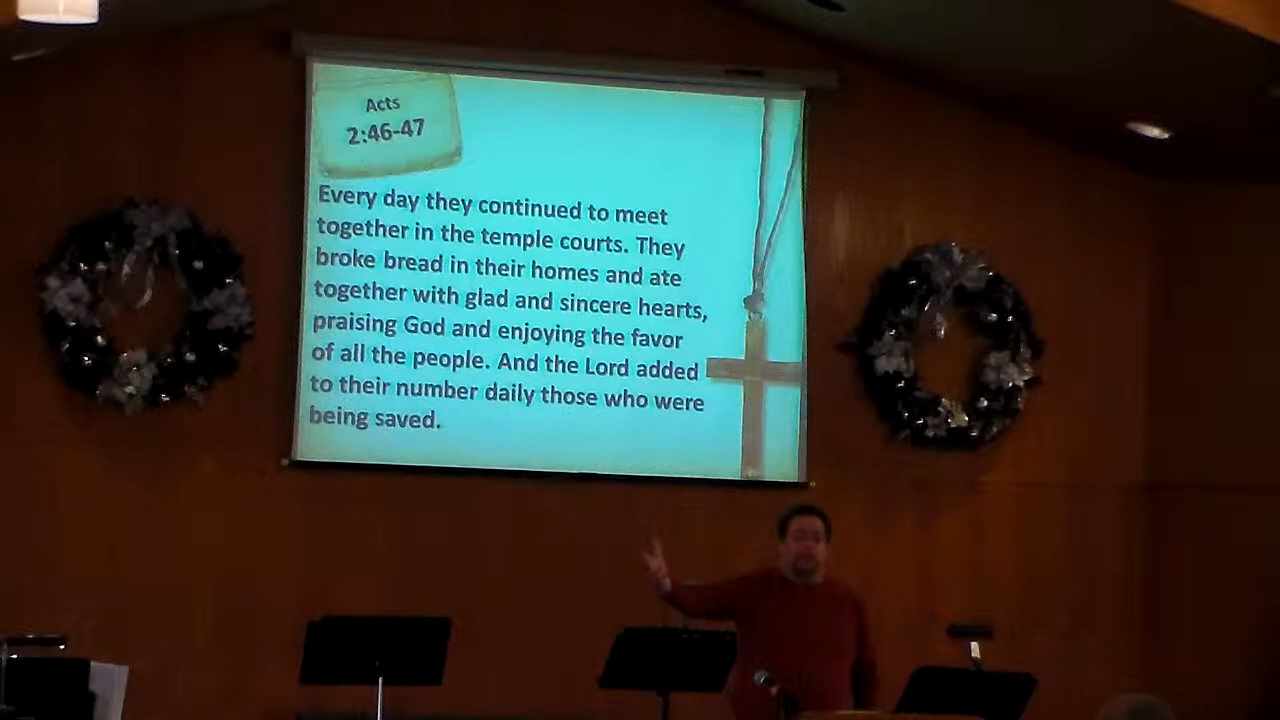 Acts
2:46-47
Every day they continued to meet
together in the temple courts. They
broke bread in their homes and ate
together with glad and sincere hearts,
praising God and enjoying the favor
of all the people. And the Lord added
to their number daily those who were
being saved.